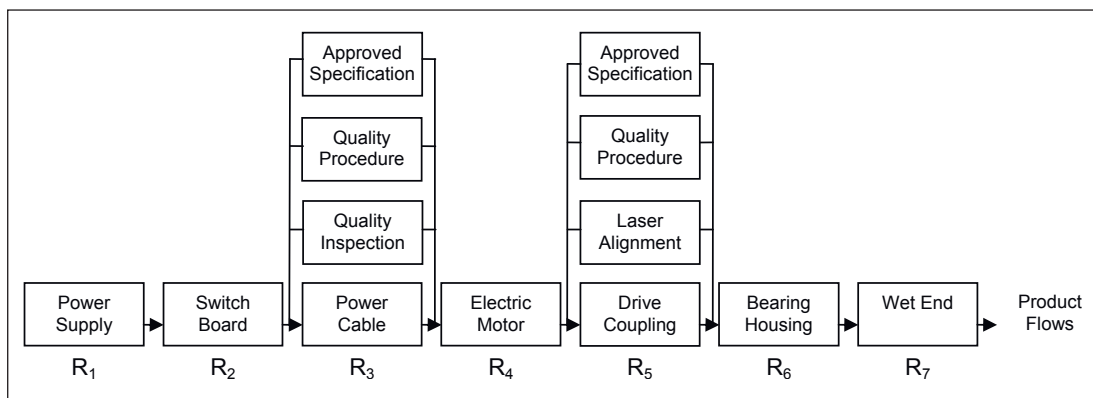 Approved
Specification
Quality
Procedure
Quality
Inspection
Approved
Specification
Quality
Procedure
Laser
Alignment
Power
Supply
Switch
Board
Power
Cable
Electric
Motor
Drive
Coupling
Bearing
Housing
Wet End
Product
Flows
R₁ R₂ R₃ R₄ R₅ R₆ R₇